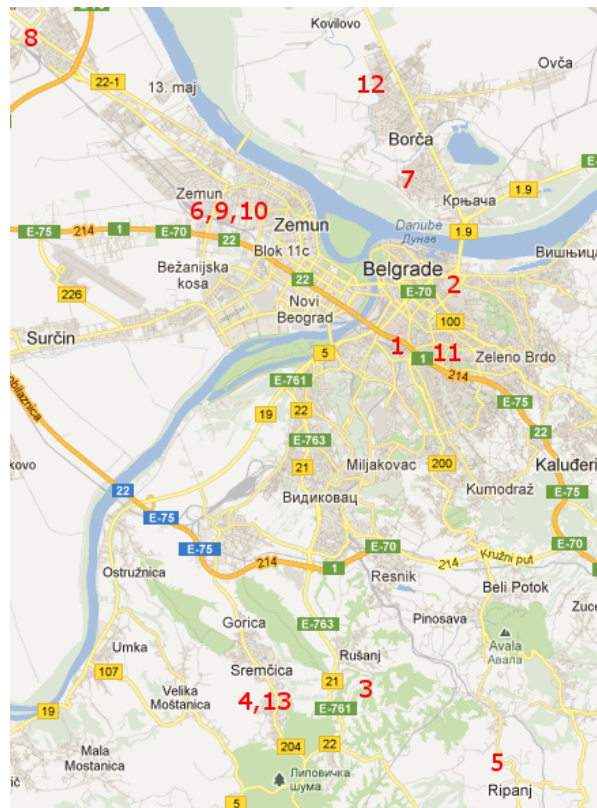 E-75
8
Kovilovo
22-1
Ovča
13. maj
12
Borča
E-
7
1.9
Zemun
6,9,10
Крњача
Zemun
Danube
Дунав
1.9
E-75
214
1
E-70
22
Blok 11c
Вишњица
Bežanijska
kosa
22
Belgrade
226
E-70
2
Novi
Beograd
100
Surčin
1
1
11
Zeleno Brdo
5
214
E-761
E-75
obilaznica
19
22
22
E-763
kovo
21
Miljakovac
200
Kaluđeri
22
Видиковац
Kumodraž
E-75
E-75
E-75
E-70
E-70
214
1
214
Kružni put
Ostružnica
Resnik
Beli Potok
Gorica
E-763
Pinosava
Zuce
Umka
Rušanj
Avala
Авала
107
Sremčica
21
3
Velika
Moštanica
4,13
E-761
19
204
22
Mala
Mostanica
5
Липовичка
шума
Ripanj
ič
5